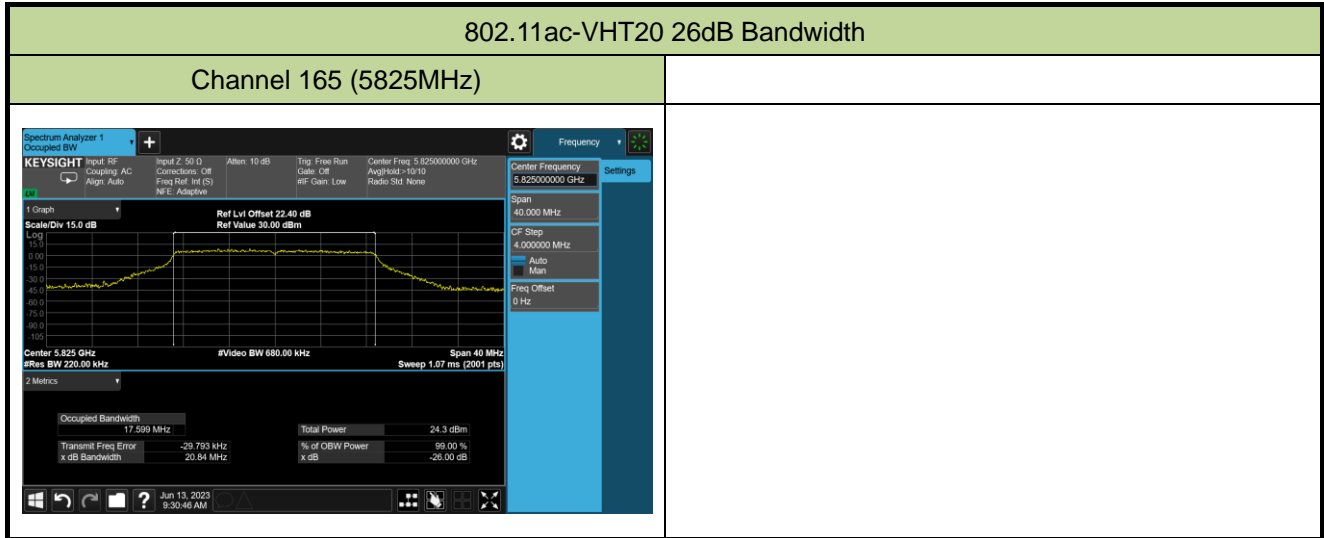 802.11ac-VHT20 26dB Bandwidth
Channel 165 (5825MHz)
Spectrum Analyzer 1
Occupied BW
+
Frequency
KEYSIGHT
Input: RF
Coupling: AC
Align: Auto
Input Z: 50 Ω
Corrections: Off
Freq Ref: Int (S)
NFE: Adaptive
Atten: 10 dB
Trig: Free Run
Gate: Off
#IF Gain: Low
Center Freq: 5.825000000 GHz
Avg|Hold:>10/10
Radio Std: None
Center Frequency
5.825000000 GHz
Settings
Span
40.000 MHz
CF Step
4.000000 MHz
Auto
Man
Freq Offset
0 Hz
1 Graph
Scale/Div 15.0 dB
Ref Lvl Offset 22.40 dB
Ref Value 30.00 dBm
Log
15.0
0.00
-15.0
-30.0
-45.0
-60.0
-75.0
-90.0
-105
Center 5.825 GHz
#Video BW 680.00 kHz
Span 40 MHz
#Res BW 220.00 kHz
Sweep 1.07 ms (2001 pts)
2 Metrics
Occupied Bandwidth
17.599 MHz
Total Power 24.3 dBm
Transmit Freq Error -29.793 kHz
% of OBW Power 99.00 %
x dB Bandwidth 20.84 MHz
x dB -26.00 dB
?
Jun 13, 2023
9:30:46 AM